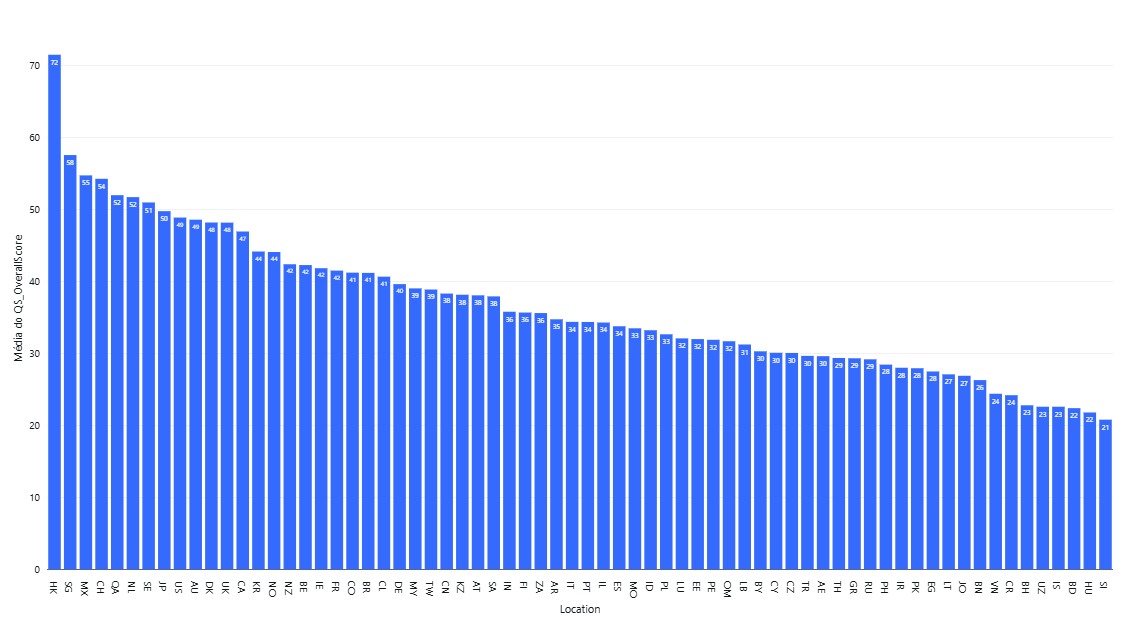 Média do QS_OverallScore
70
60
50
40
30
20
10
0
72 58 55 54 52 52 51 50 49 49 48 48 47 44 44 42 42 42 42 41 41 41 40 39 39 38 38 38 38 36 36 36 35 34 34 34 34 33 33 33 32 32 32 32 31 30 30 30 30 30 29 29 29 28 28 28 28 27 27 26 24 24 23 23 23 22 22 21
HK SG MX CH QA NL SE JP US AU DK UK CA KR NO NZ BE IE FR CO BR CL DE MY TW CN KZ AT SA IN FI ZA AR IT PT IL ES MO ID PL LU EE PE OM LB BY CY CZ TR AE TH GR RU PH IR PK EG LT JO BN VN CR BH UZ IS BD HU SI
Location